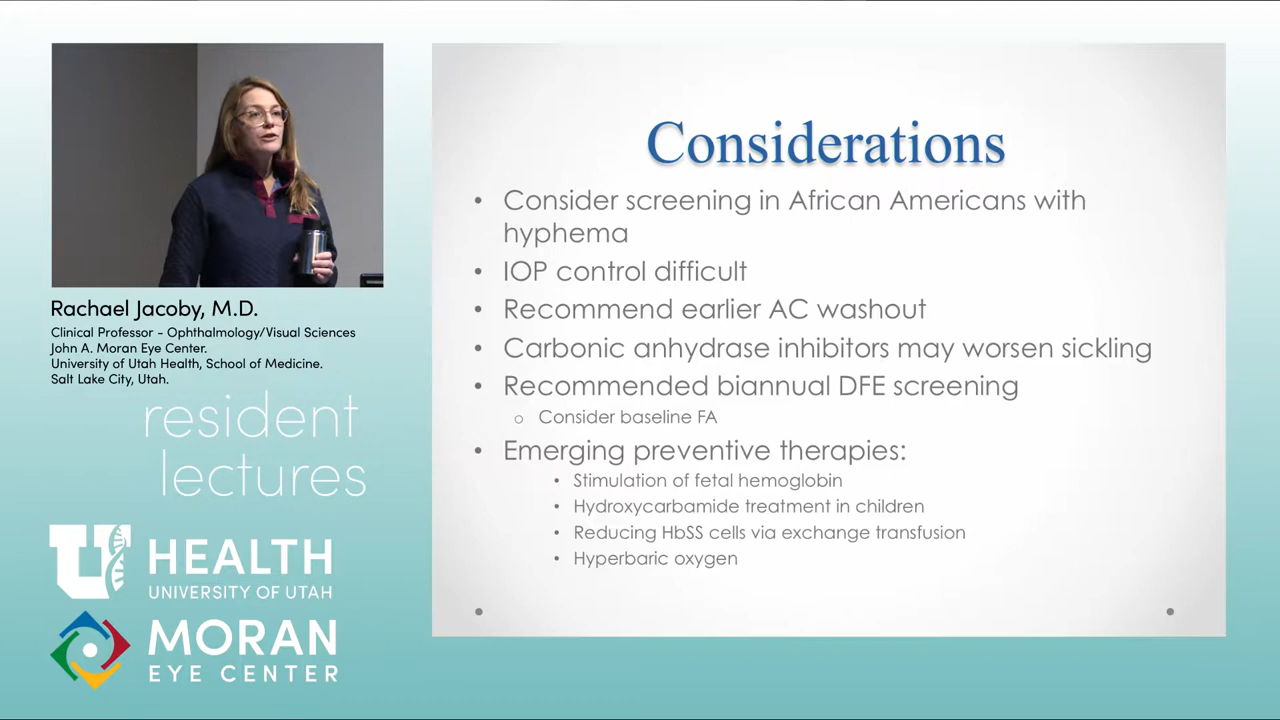 Rachael Jacoby, M.D.
Clinical Professor - Ophthalmology/Visual Sciences
John A. Moran Eye Center.
University of Utah Health, School of Medicine.
Salt Lake City, Utah.
resident
lectures
U HEALTH
UNIVERSITY OF UTAH
MORAN
EYE CENTER
Considerations
• Consider screening in African Americans with
hyphema
• IOP control difficult
• Recommend earlier AC washout
• Carbonic anhydrase inhibitors may worsen sickling
• Recommended biannual DFE screening
o Consider baseline FA
• Emerging preventive therapies:
• Stimulation of fetal hemoglobin
• Hydroxycarbamide treatment in children
• Reducing HbSS cells via exchange transfusion
• Hyperbaric oxygen